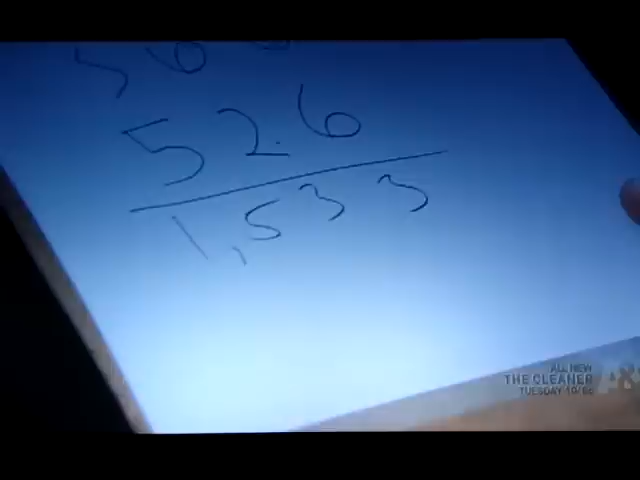 526
1,533
ALL NEW
THE CLEANER
TUESDAY 10/9c
A&